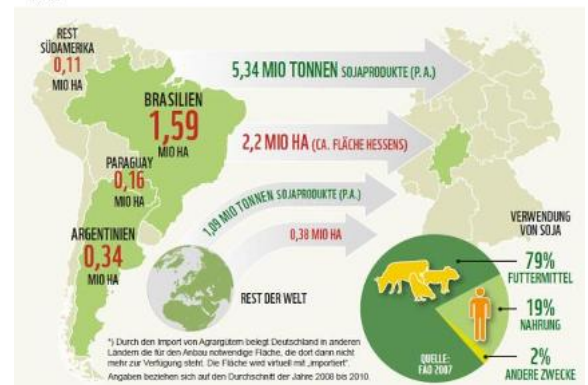 REST
SÜDAMERIKA
0,11
MIO HA
BRASILIEN
1,59
MIO HA
PARAGUAY
0,16
MIO HA
ARGENTINIEN
0,34
MIO HA
5,34 MIO TONNEN SOJAPRODUKTE (P.A.)
2,2 MIO HA (CA. FLÄCHE HESSENS)
1,09 MIO TONNEN SOJAPRODUKTE (P.A.)
0,38 MIO HA
REST DER WELT
VERWENDUNG
VON SOJA
79%
FUTTERMITTEL
19%
NAHRUNG
2%
ANDERE ZWECKE
QUELLE:
FAO 2007
*) Durch den Import von Agrargütern belegt Deutschland in anderen
Ländern die für den Anbau notwendige Fläche, die dort dann nicht
mehr zur Verfügung steht. Die Fläche wird virtuell mit „importiert".
Angaben beziehen sich auf den Durchschnitt der Jahre 2008 bis 2010.